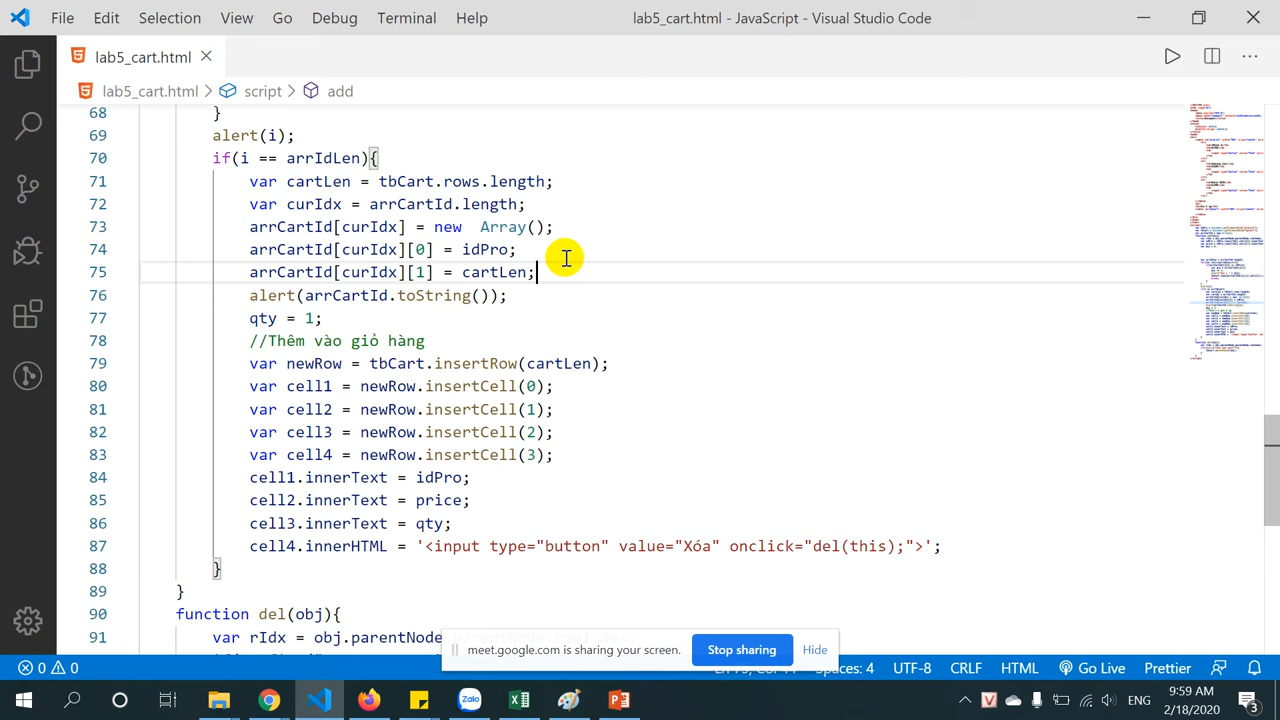 File Edit Selection View Go Debug Terminal Help lab5_cart.html - JavaScript - Visual Studio Code
lab5_cart.html
lab5_cart.html > script > add
68 }
69 alert(i);
70 if(i == arrIdLen){
71 var cartLen = tbCart.rows.length;
72 var curIdx = arrCartId.length;
73 arrCartId[curIdx] = new Array();
74 arrCartId[curIdx][0] = idPro;
75 arrCartId[curIdx][1] = cartLen;
76 alert(arrCartId.toString());
77 qty = 1;
78 //Thêm vào giỏ hàng
79 var newRow = tbCart.insertRow(cartLen);
80 var cell1 = newRow.insertCell(0);
81 var cell2 = newRow.insertCell(1);
82 var cell3 = newRow.insertCell(2);
83 var cell4 = newRow.insertCell(3);
84 cell1.innerText = idPro;
85 cell2.innerText = price;
86 cell3.innerText = qty;
87 cell4.innerHTML = '<input type="button" value="Xóa" onclick="del(this);">';
88 }
89 }
90 function del(obj){
91 var rIdx = obj.parentNode.parentNode.rowIndex;
meet.google.com is sharing your screen. Stop sharing Hide
0 0 Spaces: 4 UTF-8 CRLF HTML Go Live Prettier
Zalo ENG 3:59 AM
2/18/2020 3